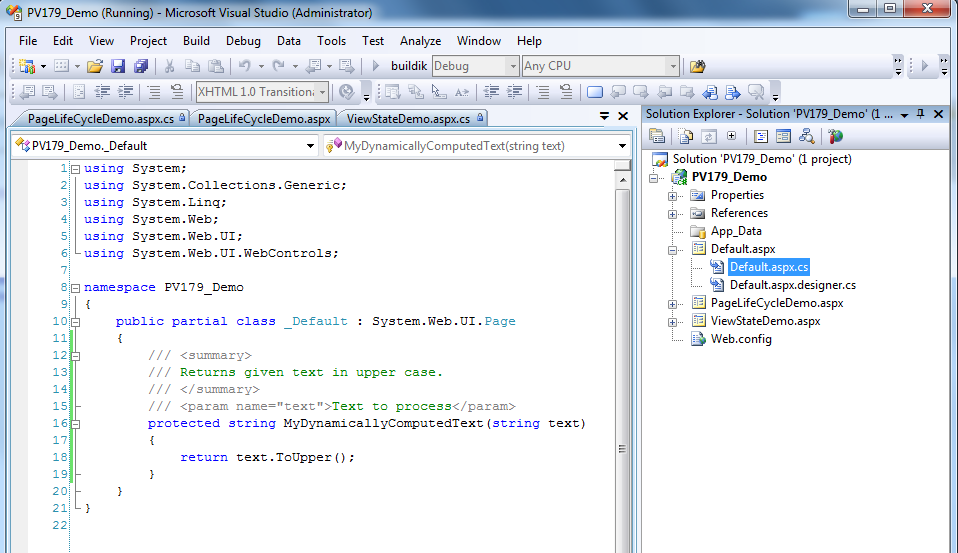 PV179_Demo (Running) - Microsoft Visual Studio (Administrator)
File Edit View Project Build Debug Data Tools Test Analyze Window Help
buildik Debug Any CPU
XHTML 1.0 Transition
PageLifeCycleDemo.aspx.cs PageLifeCycleDemo.aspx ViewStateDemo.aspx.cs
PV179_Demo._Default MyDynamicallyComputedText(string text)
1 using System;
2 using System.Collections.Generic;
3 using System.Linq;
4 using System.Web;
5 using System.Web.UI;
6 using System.Web.UI.WebControls;
7
8 namespace PV179_Demo
9 {
10 public partial class _Default : System.Web.UI.Page
11 {
12 /// <summary>
13 /// Returns given text in upper case.
14 /// </summary>
15 /// <param name="text">Text to process</param>
16 protected string MyDynamicallyComputedText(string text)
17 {
18 return text.ToUpper();
19 }
20 }
21 }
22
Solution Explorer - Solution 'PV179_Demo' (1 ...
Solution 'PV179_Demo' (1 project)
PV179_Demo
Properties
References
App_Data
Default.aspx
Default.aspx.cs
Default.aspx.designer.cs
PageLifeCycleDemo.aspx
ViewStateDemo.aspx
Web.config